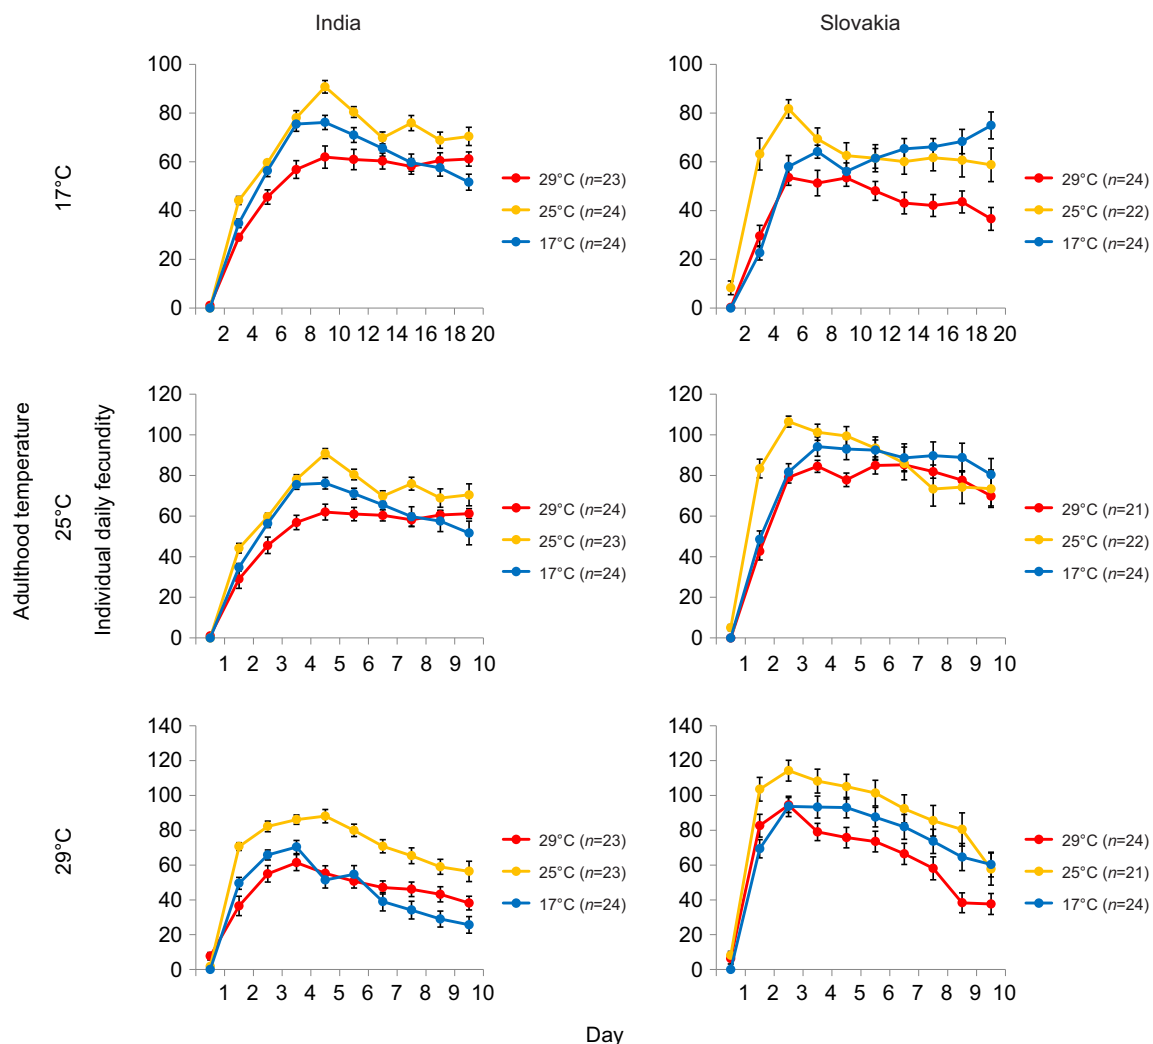 India
Slovakia
Adulthood temperature
Individual daily fecundity
17°C
100
80
60
40
20
0
2 4 6 8 10 12 14 16 18 20
29°C (n=23)
25°C (n=24)
17°C (n=24)
100
80
60
40
20
0
2 4 6 8 10 12 14 16 18 20
29°C (n=24)
25°C (n=22)
17°C (n=24)
25°C
120
100
80
60
40
20
0
1 2 3 4 5 6 7 8 9 10
29°C (n=24)
25°C (n=23)
17°C (n=24)
120
100
80
60
40
20
0
1 2 3 4 5 6 7 8 9 10
29°C (n=21)
25°C (n=22)
17°C (n=24)
29°C
140
120
100
80
60
40
20
0
1 2 3 4 5 6 7 8 9 10
29°C (n=23)
25°C (n=23)
17°C (n=24)
140
120
100
80
60
40
20
0
1 2 3 4 5 6 7 8 9 10
29°C (n=24)
25°C (n=21)
17°C (n=24)
Day